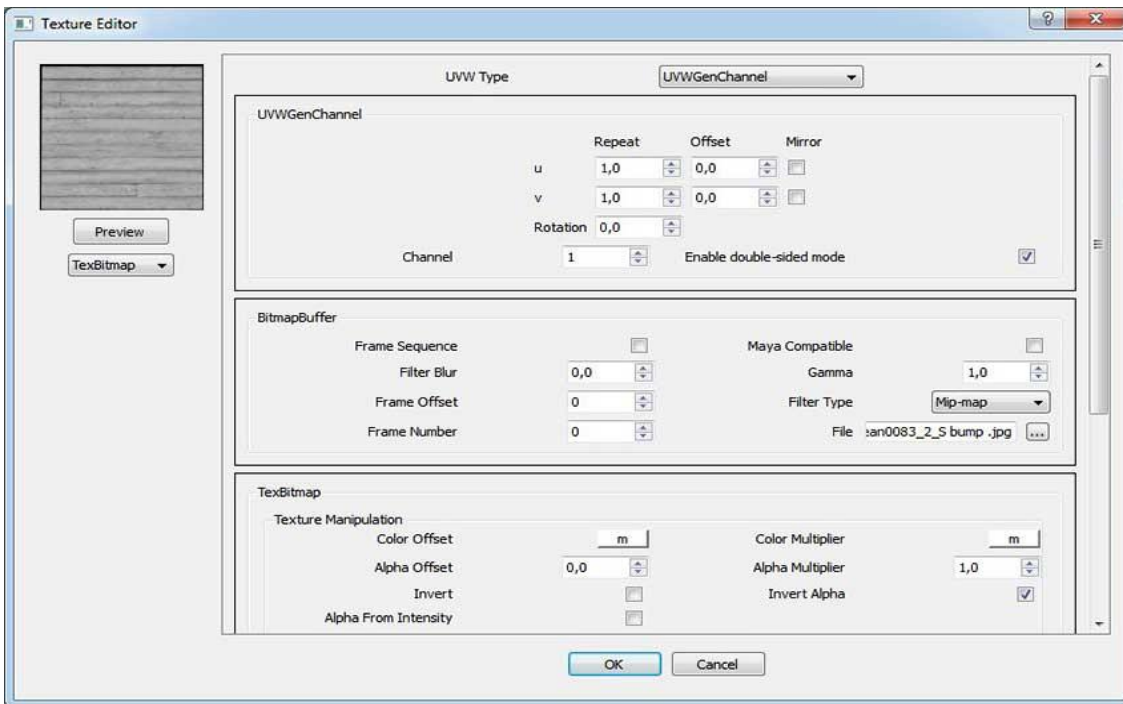 Texture Editor
?
UVW Type UVWGenChannel
UVWGenChannel
Repeat Offset Mirror
u 1,0 0,0
v 1,0 0,0
Rotation 0,0
Channel 1 Enable double-sided mode
Preview
TexBitmap
BitmapBuffer
Frame Sequence Maya Compatible
Filter Blur 0,0 Gamma 1,0
Frame Offset 0 Filter Type Mip-map
Frame Number 0 File ean0083_2_S bump .jpg ...
TexBitmap
Texture Manipulation
Color Offset m Color Multiplier m
Alpha Offset 0,0 Alpha Multiplier 1,0
Invert Invert Alpha
Alpha From Intensity
OK Cancel